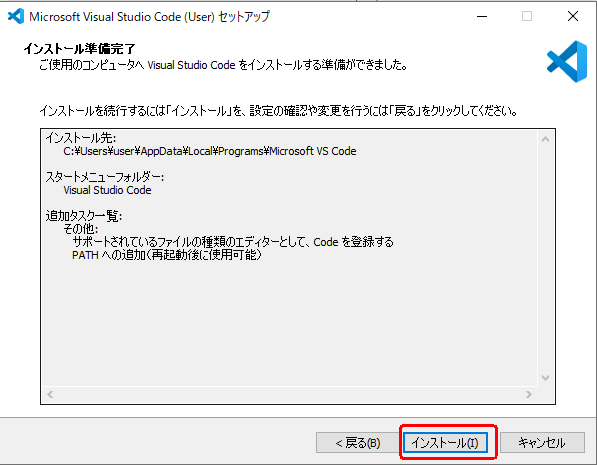 Microsoft Visual Studio Code (User) セットアップ
インストール準備完了
ご使用のコンピュータへ Visual Studio Code をインストールする準備ができました。
インストールを続行するには「インストール」を、設定の確認や変更を行うには「戻る」をクリックしてください。
インストール先:
C:¥Users¥user¥AppData¥Local¥Programs¥Microsoft VS Code
スタートメニューフォルダー:
Visual Studio Code
追加タスク一覧:
その他:
サポートされているファイルの種類のエディターとして、Code を登録する
PATH への追加(再起動後に使用可能)
< 戻る(B)
インストール(I)
キャンセル